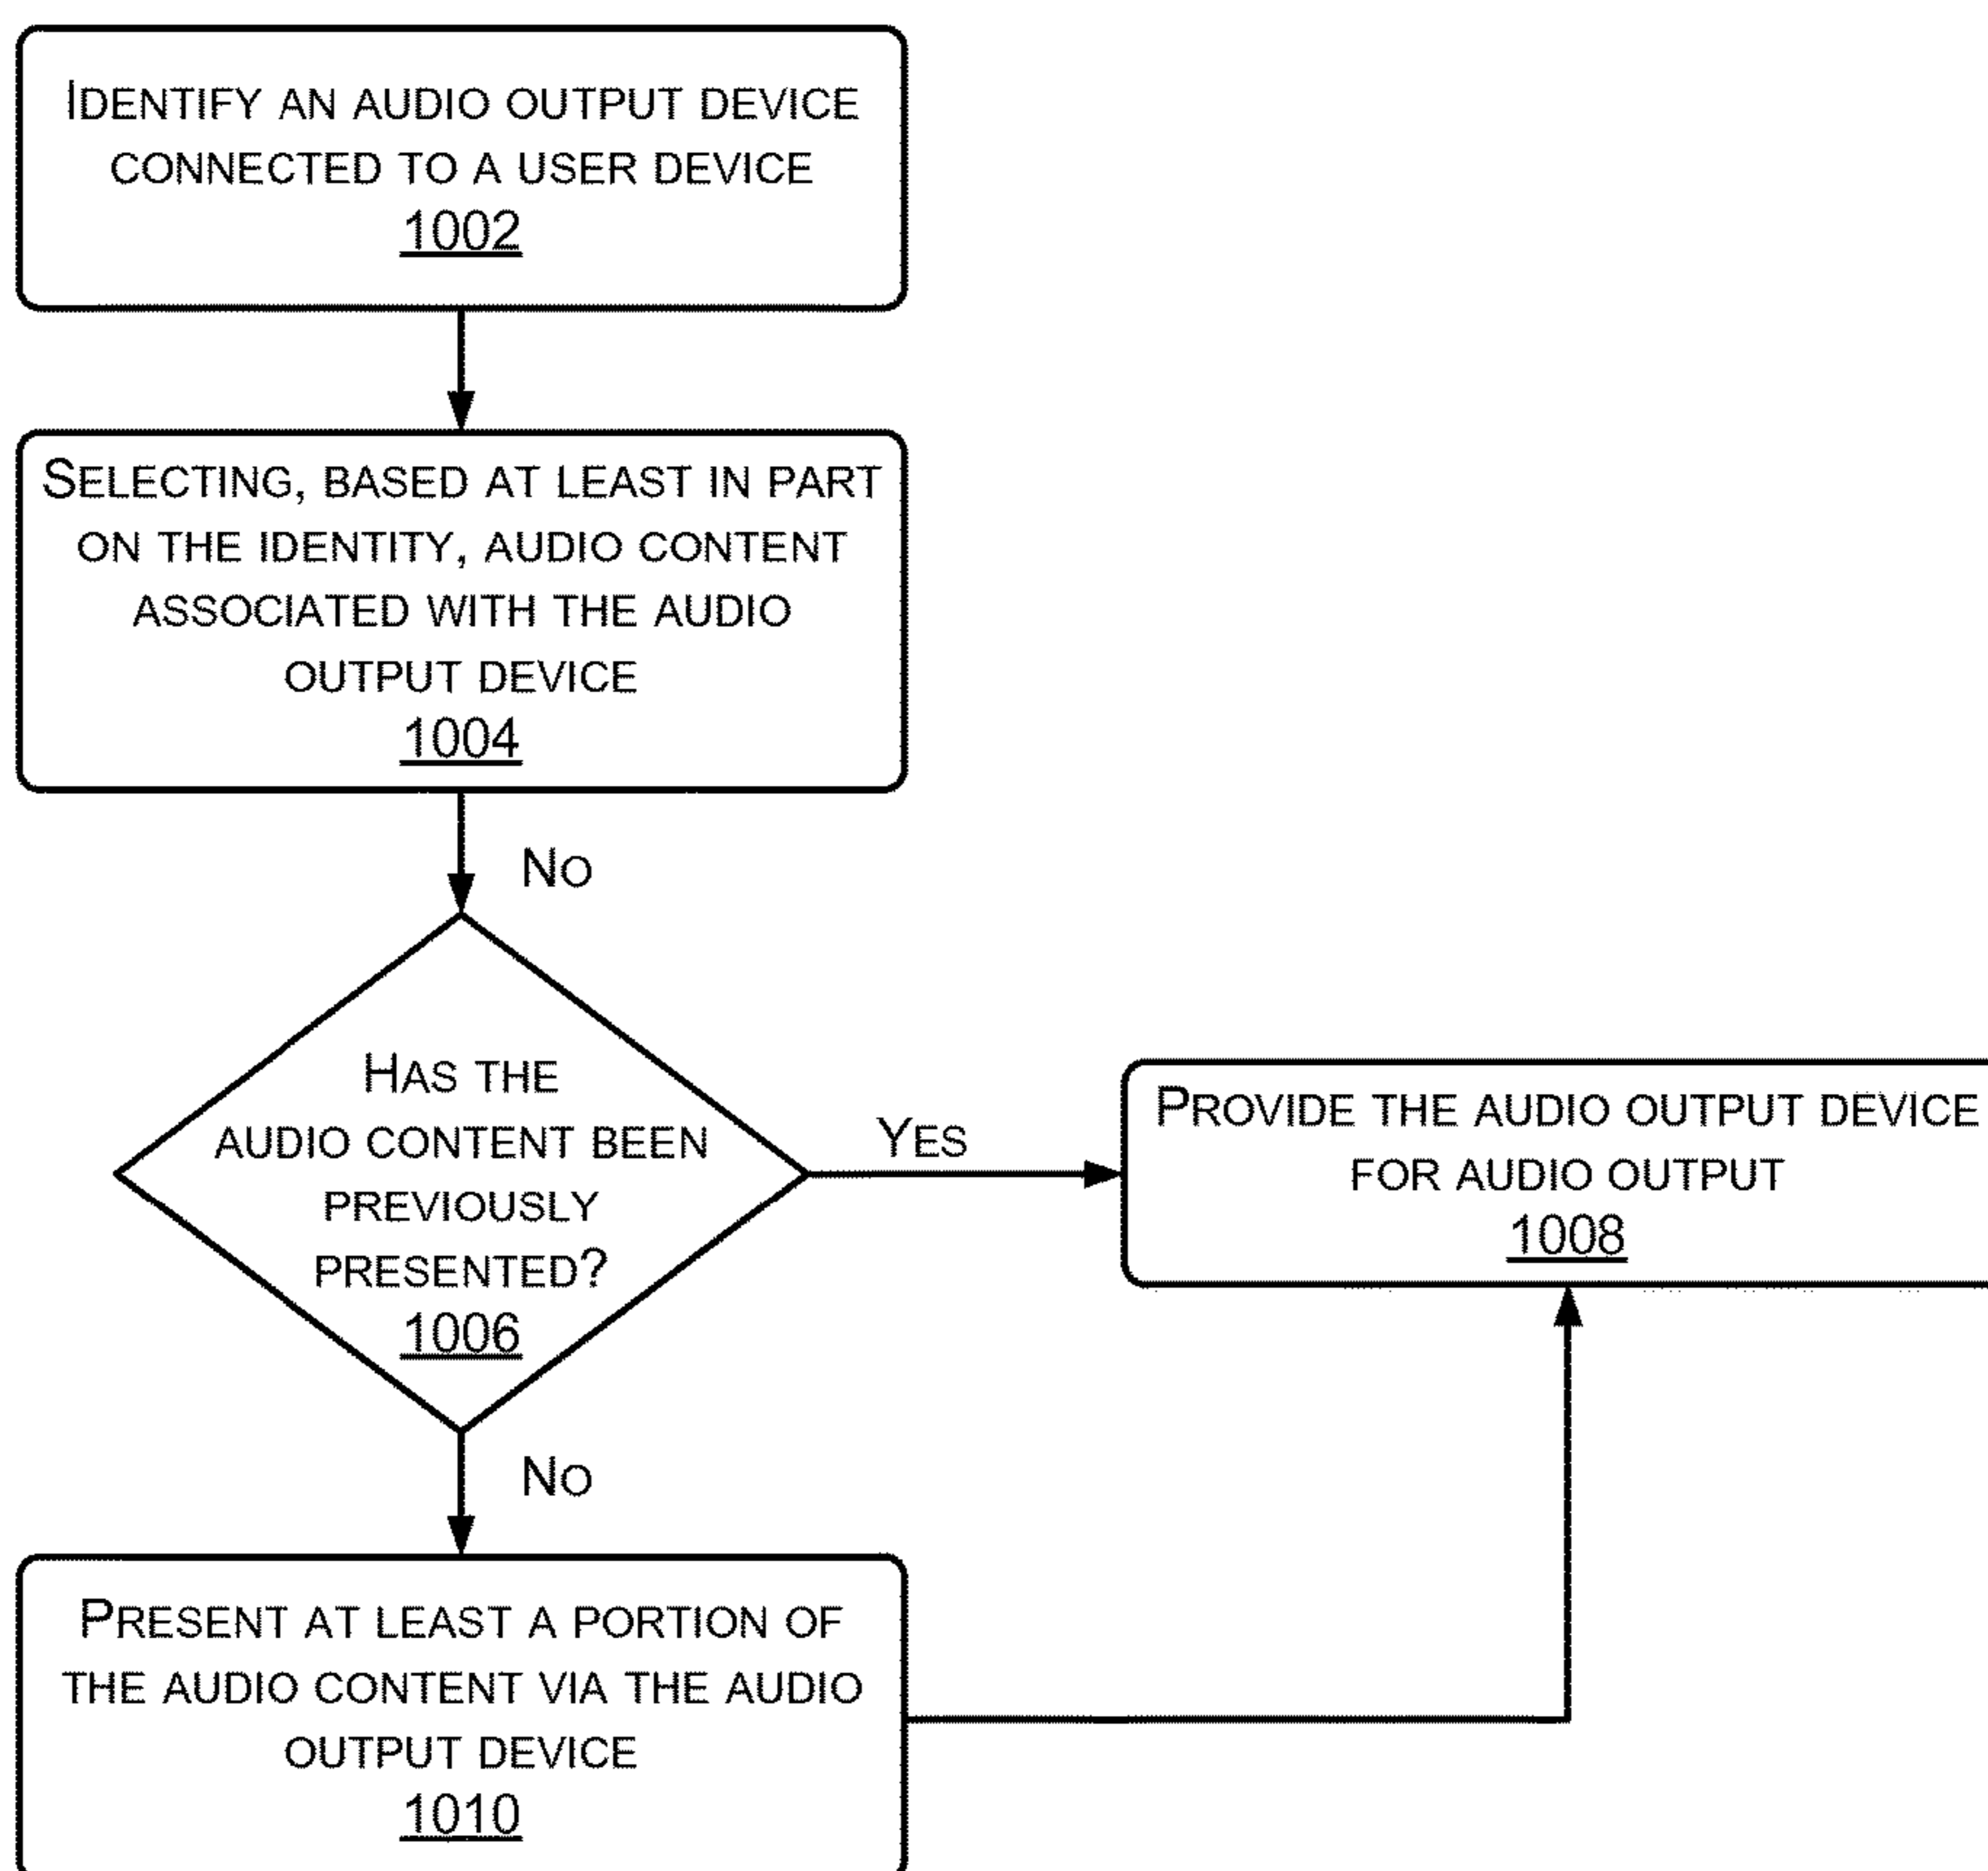 IDENTIFY AN AUDIO OUTPUT DEVICE
CONNECTED TO A USER DEVICE
1002
SELECTING, BASED AT LEAST IN PART
ON THE IDENTITY, AUDIO CONTENT
ASSOCIATED WITH THE AUDIO
OUTPUT DEVICE
1004
NO
HAS THE
AUDIO CONTENT BEEN
PREVIOUSLY
PRESENTED?
1006
YES
PROVIDE THE AUDIO OUTPUT DEVICE
FOR AUDIO OUTPUT
1008
NO
PRESENT AT LEAST A PORTION OF
THE AUDIO CONTENT VIA THE AUDIO
OUTPUT DEVICE
1010